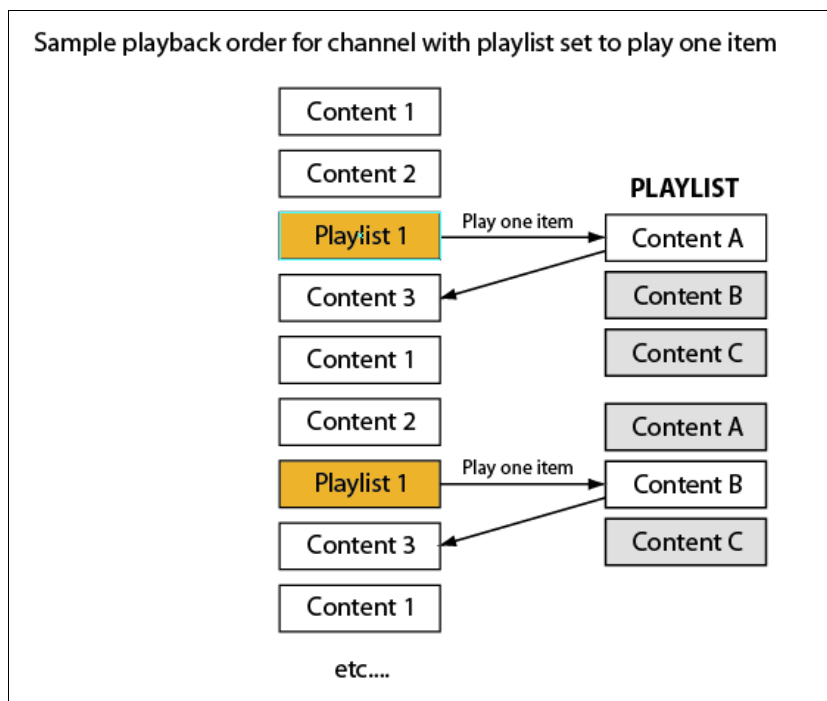 Sample playback order for channel with playlist set to play one item
Content 1
Content 2
PLAYLIST
Playlist 1
Play one item
Content A
Content 3
Content B
Content 1
Content C
Content 2
Content A
Playlist 1
Play one item
Content B
Content 3
Content C
Content 1
etc....